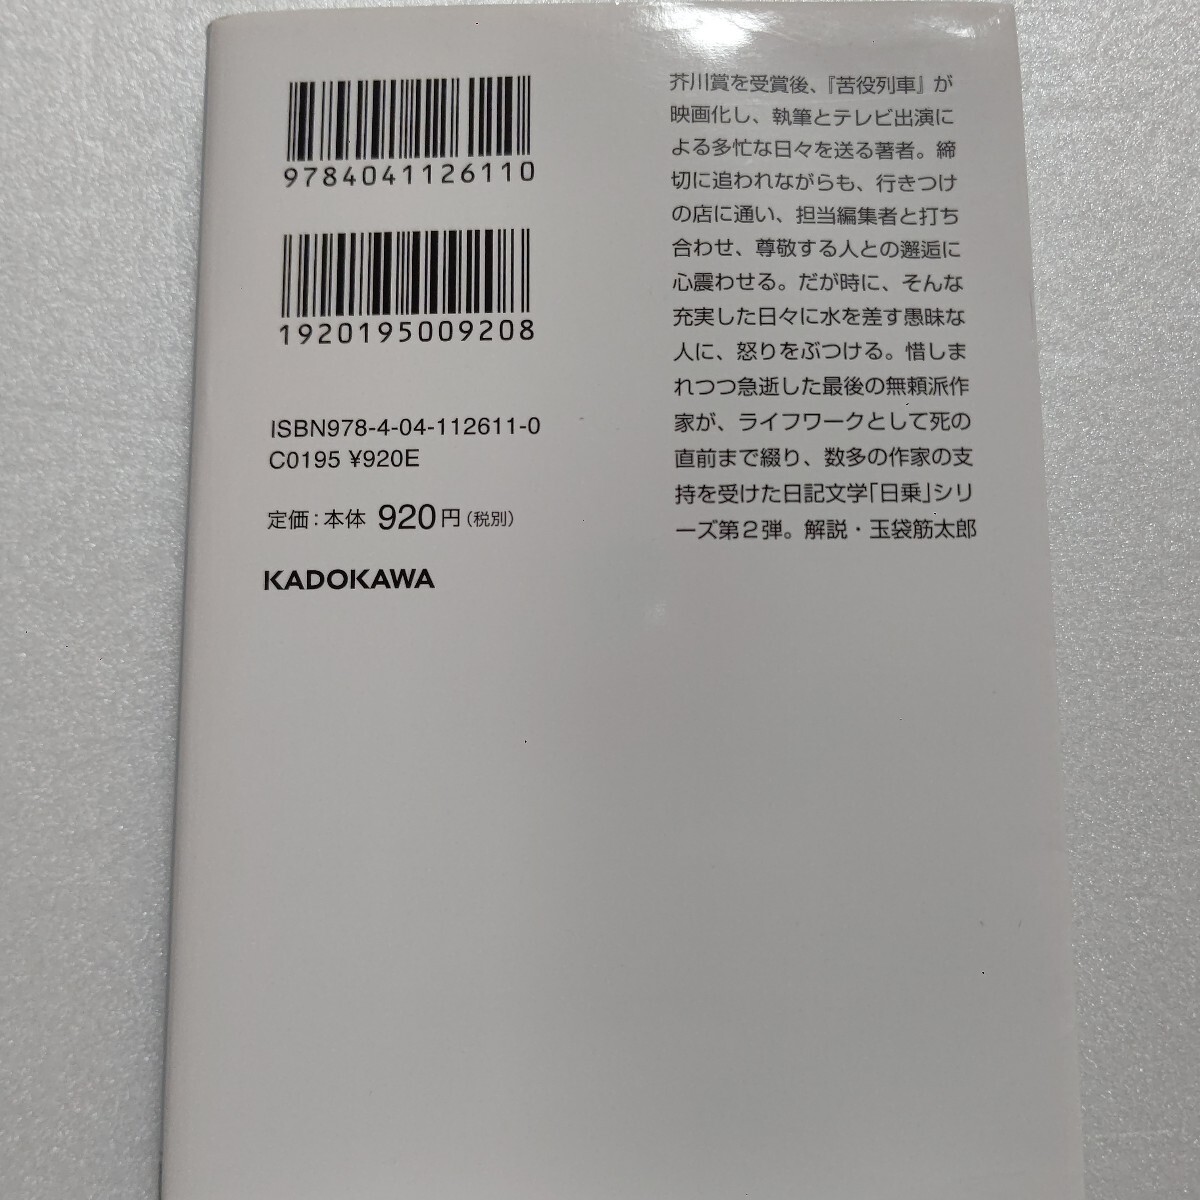 9784041126110
1920195009208
ISBN978-4-04-112611-0
C0195 ¥920E
定価:本体 920円(税別)
KADOKAWA
芥川賞を受賞後、『苦役列車』が
映画化し、執筆とテレビ出演に
よる多忙な日々を送る著者。締
切に追われながらも、行きつけ
の店に通い、担当編集者と打ち
合わせ、尊敬する人との邂逅に
心震わせる。だが時に、そんな
充実した日々に水を差す愚昧な
人に、怒りをぶつける。惜しま
れつつ急逝した最後の無頼派作
家が、ライフワークとして死の
直前まで綴り、数多の作家の支
持を受けた日記文学「日乗」シリ
ーズ第2弾。解説・玉袋筋太郎